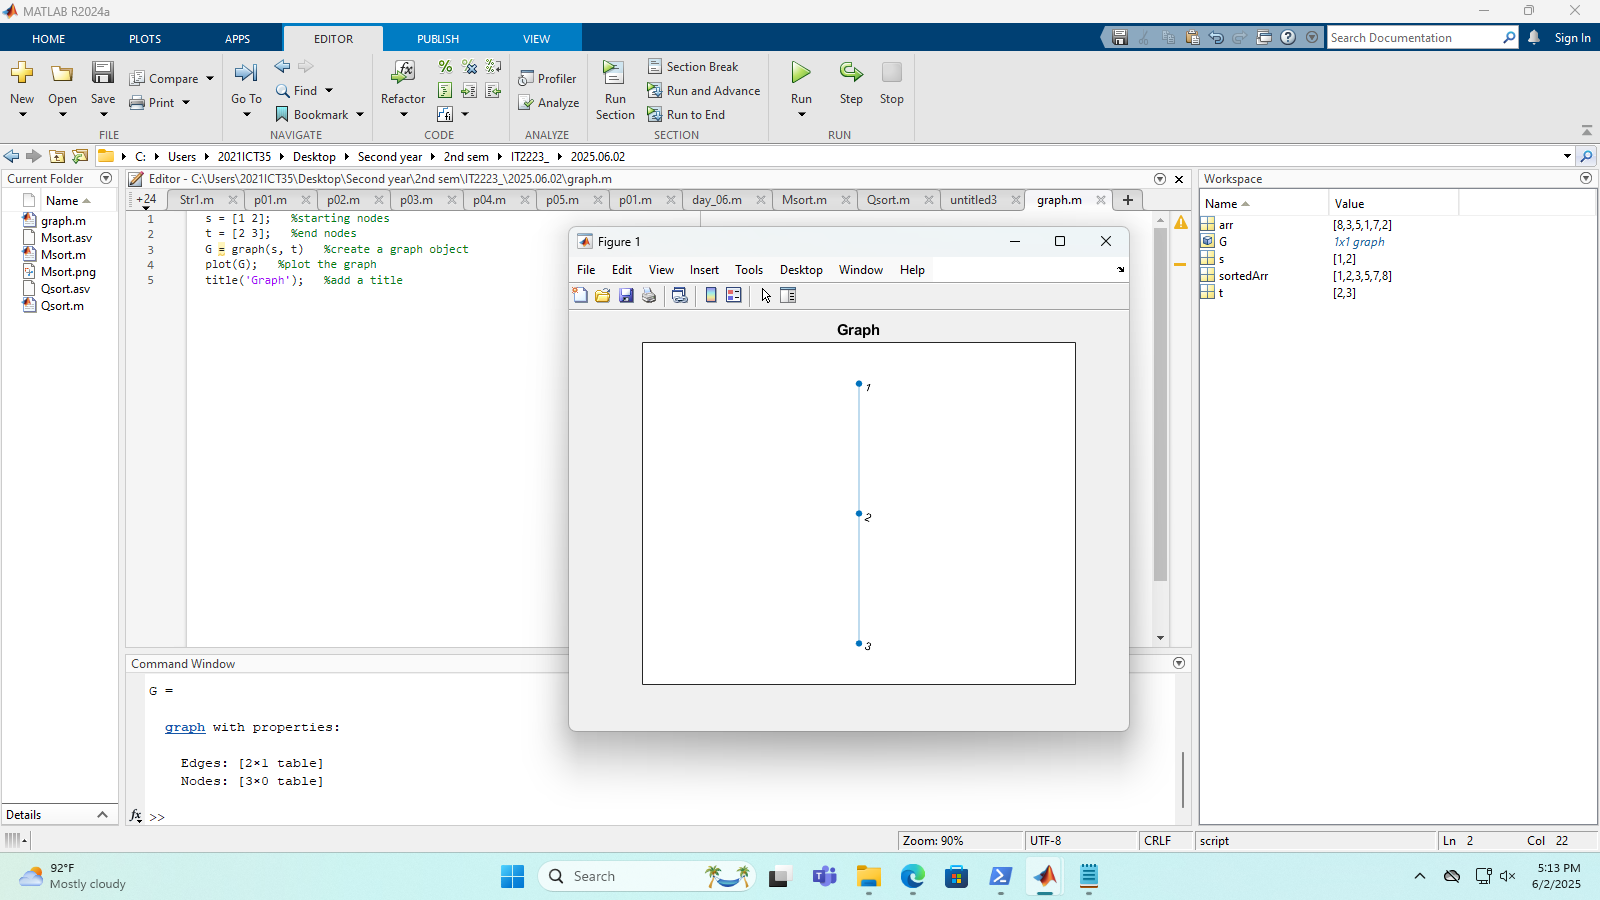 MATLAB R2024a
HOME PLOTS APPS EDITOR PUBLISH VIEW
Search Documentation
Sign In
New Open Save
Compare
Print
FILE
Go To
Find
Bookmark
NAVIGATE
Refactor
CODE
Profiler
Analyze
ANALYZE
Run Section
Section Break
Run and Advance
Run to End
SECTION
Run Step Stop
RUN
C: Users 2021ICT35 Desktop Second year 2nd sem IT2223_ 2025.06.02
Current Folder
Name
graph.m
Msort.asv
Msort.m
Msort.png
Qsort.asv
Qsort.m
Details
Editor - C:\Users\2021ICT35\Desktop\Second year\2nd sem\IT2223_\2025.06.02\graph.m
+24 Str1.m p01.m p02.m p03.m p04.m p05.m p01.m day_06.m Msort.m Qsort.m untitled3 graph.m
1 s = [1 2]; %starting nodes
2 t = [2 3]; %end nodes
3 G = graph(s, t) %create a graph object
4 plot(G); %plot the graph
5 title('Graph'); %add a title
Figure 1
File Edit View Insert Tools Desktop Window Help
Graph
1
2
3
Command Window
G =
graph with properties:
Edges: [2×1 table]
Nodes: [3×0 table]
fx >>
Workspace
Name Value
arr [8,3,5,1,7,2]
G 1x1 graph
s [1,2]
sortedArr [1,2,3,5,7,8]
t [2,3]
Zoom: 90% UTF-8 CRLF script Ln 2 Col 22
92°F
Mostly cloudy
Search
5:13 PM
6/2/2025